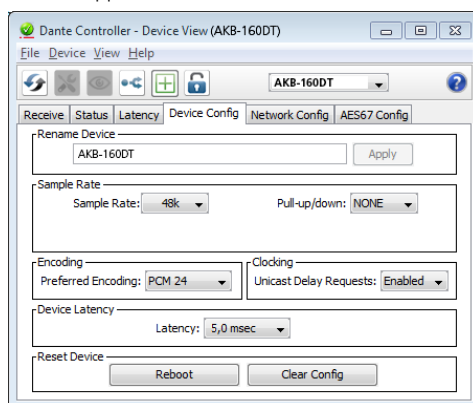 Dante Controller - Device View (AKB-160DT)
File Device View Help
AKB-160DT
Receive Status Latency Device Config Network Config AES67 Config
Rename Device
AKB-160DT Apply
Sample Rate
Sample Rate: 48k Pull-up/down: NONE
Encoding Clocking
Preferred Encoding: PCM 24 Unicast Delay Requests: Enabled
Device Latency
Latency: 5,0 msec
Reset Device
Reboot Clear Config